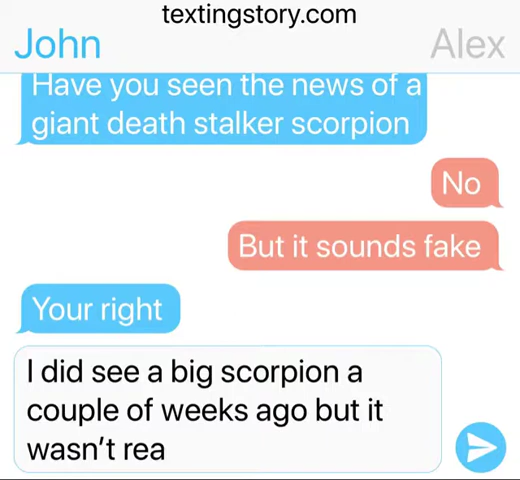 textingstory.com
John
Alex
Have you seen the news of a
giant death stalker scorpion
No
But it sounds fake
Your right
I did see a big scorpion a
couple of weeks ago but it
wasn't rea